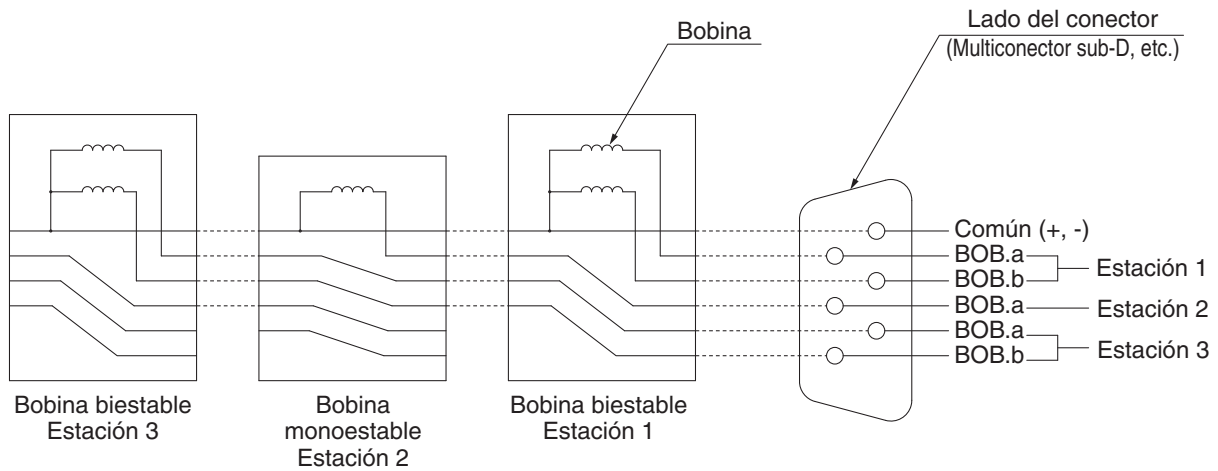 Lado del conector
(Multiconector sub-D, etc.)
Bobina
Común (+, -)
BOB.a
BOB.b
Estación 1
BOB.a
Estación 2
BOB.a
BOB.b
Estación 3
Bobina biestable
Estación 3
Bobina
monoestable
Estación 2
Bobina biestable
Estación 1